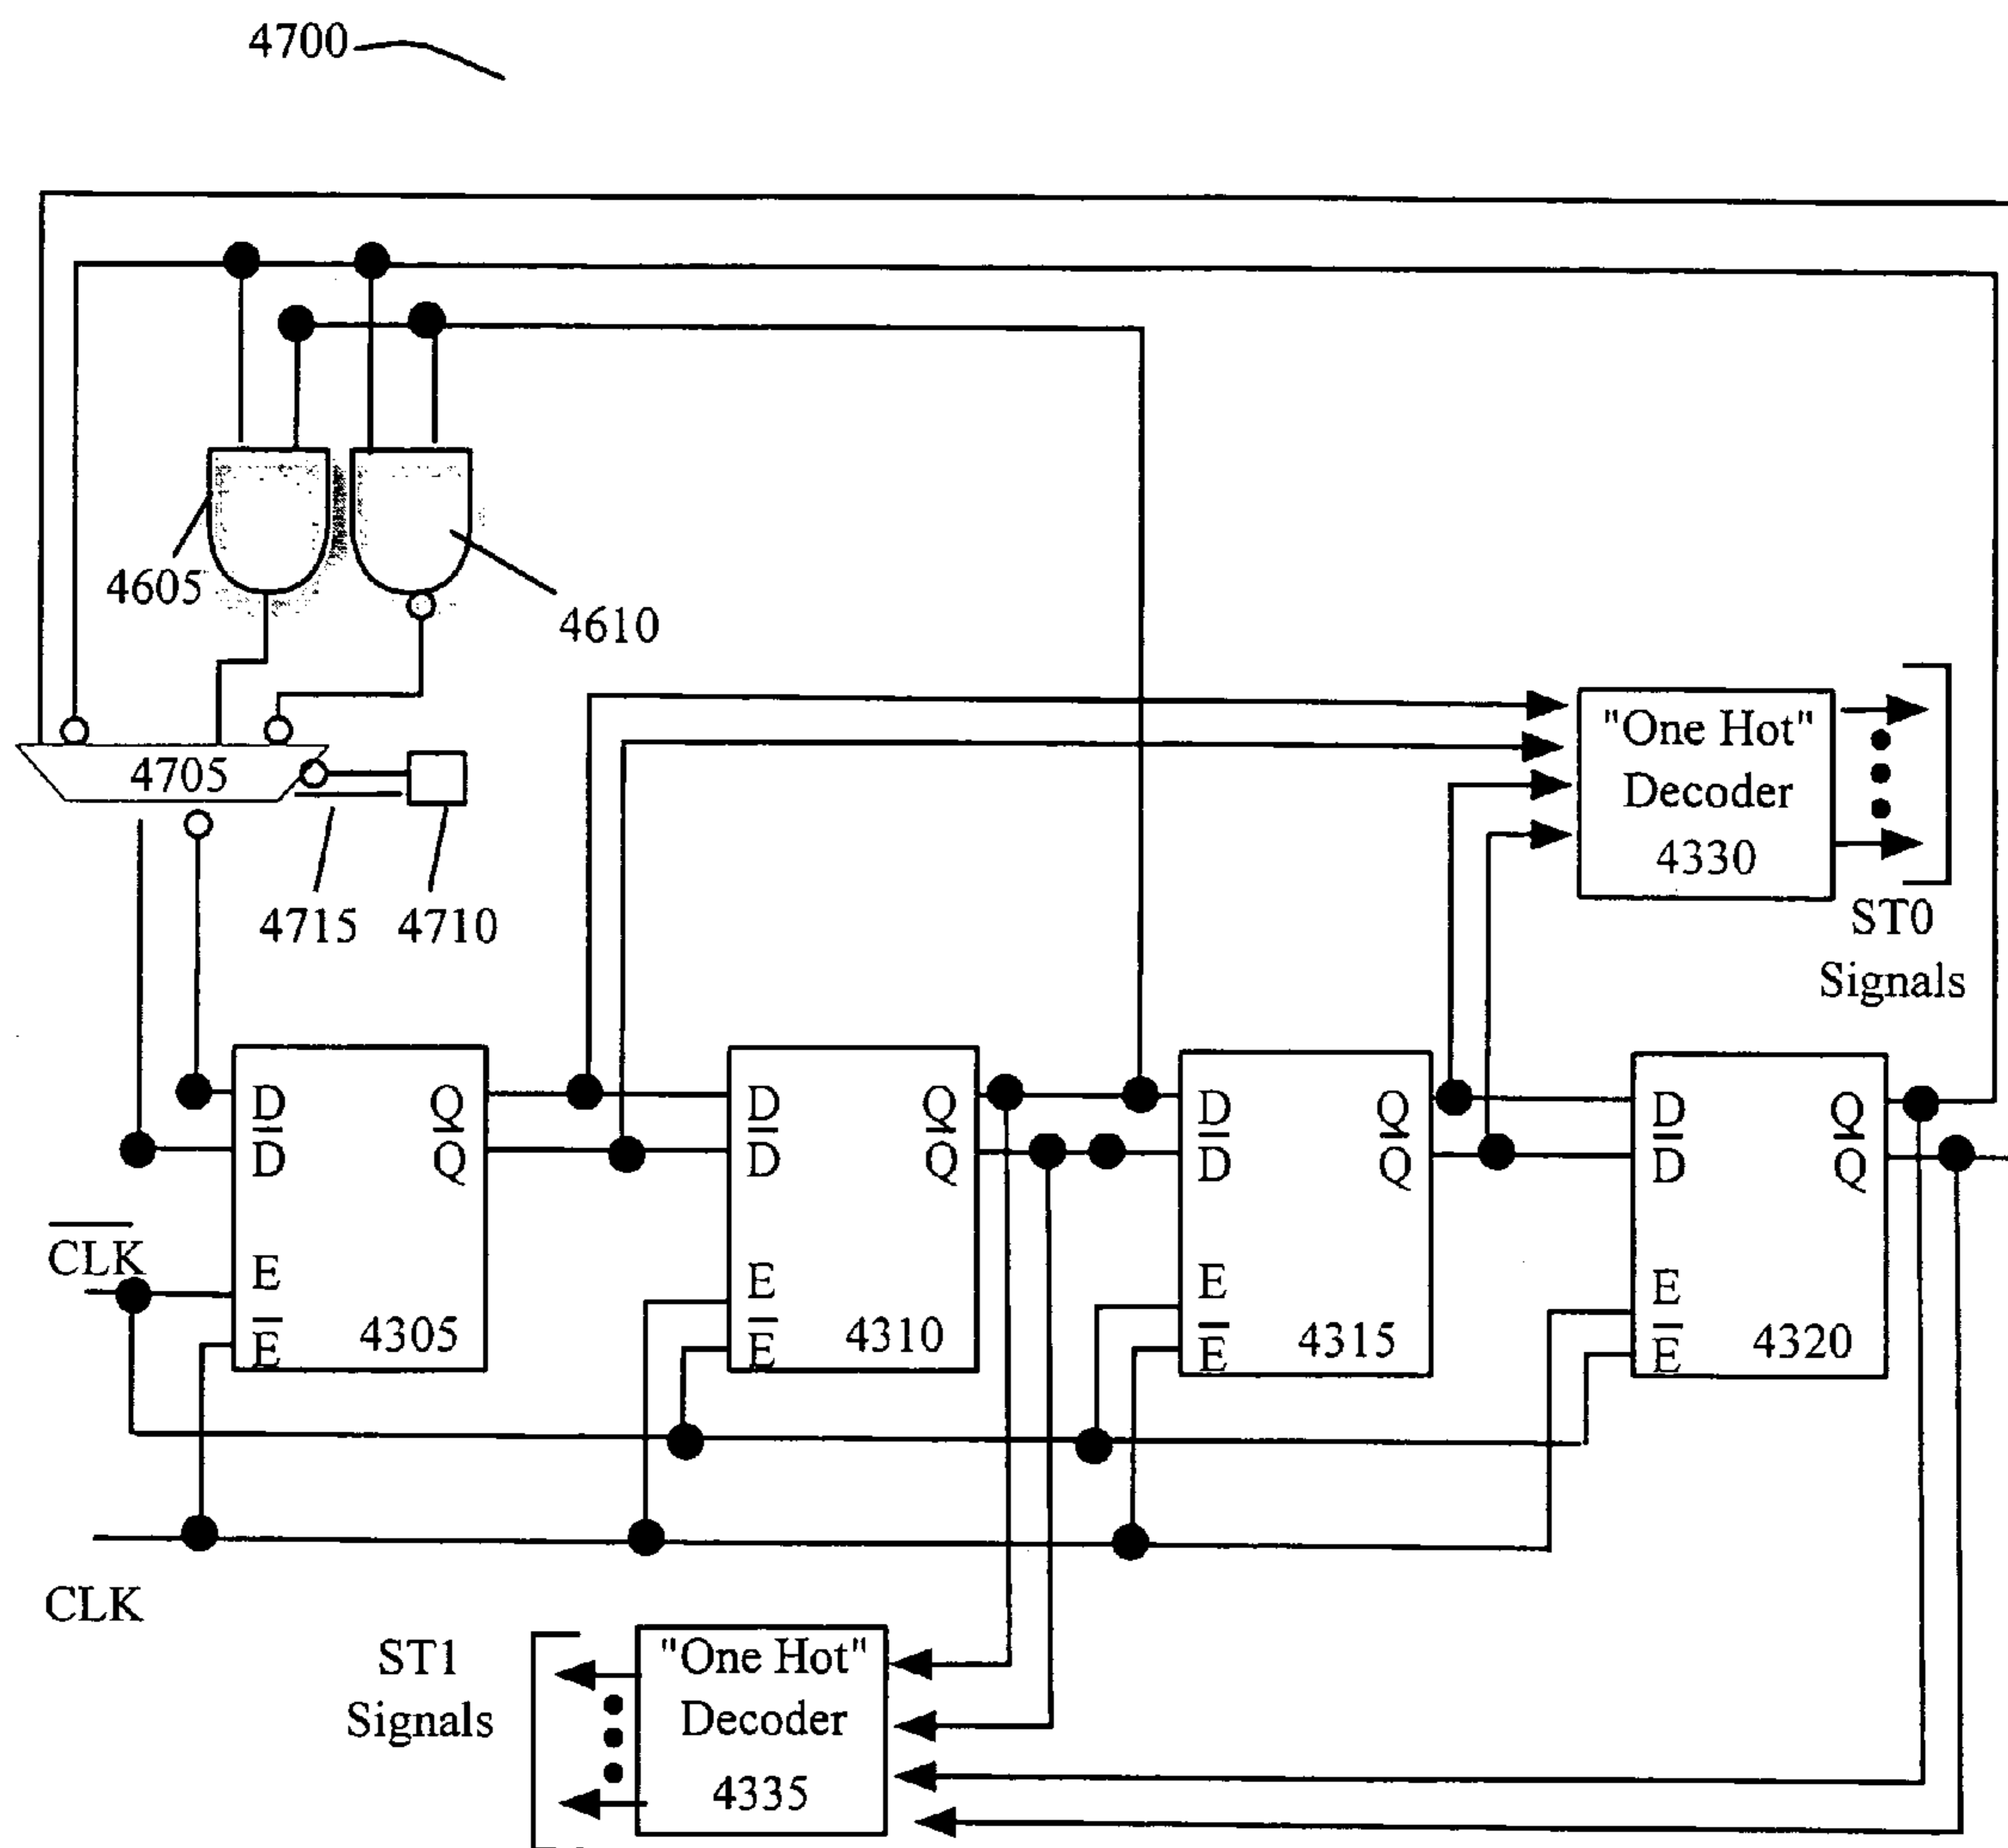 4700
4605
4610
4705
4715 4710
"One Hot"
Decoder
4330
ST0
Signals
D Q D Q D Q D Q
D̅ Q̅ D̅ Q̅ D̅ Q̅ D̅ Q̅
C̅L̅K̅
E E E E
E̅ 4305 E̅ 4310 E̅ 4315 E̅ 4320
CLK
ST1
Signals
"One Hot"
Decoder
4335